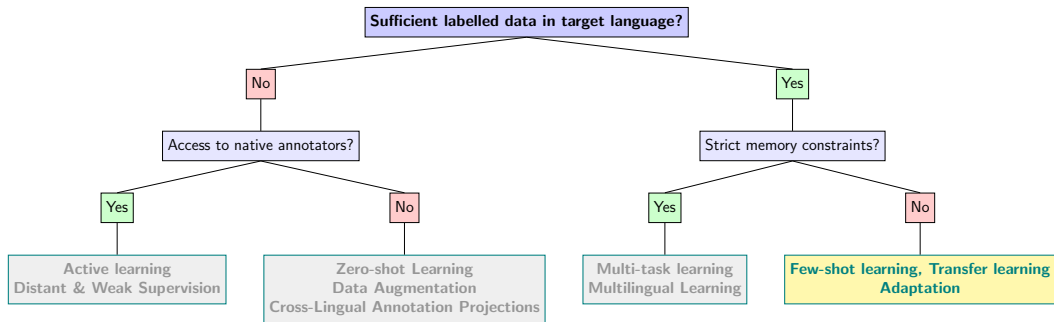 Sufficient labelled data in target language?
No
Yes
Access to native annotators?
Strict memory constraints?
Yes
No
Yes
No
Active learning
Distant & Weak Supervision
Zero-shot Learning
Data Augmentation
Cross-Lingual Annotation Projections
Multi-task learning
Multilingual Learning
Few-shot learning, Transfer learning
Adaptation